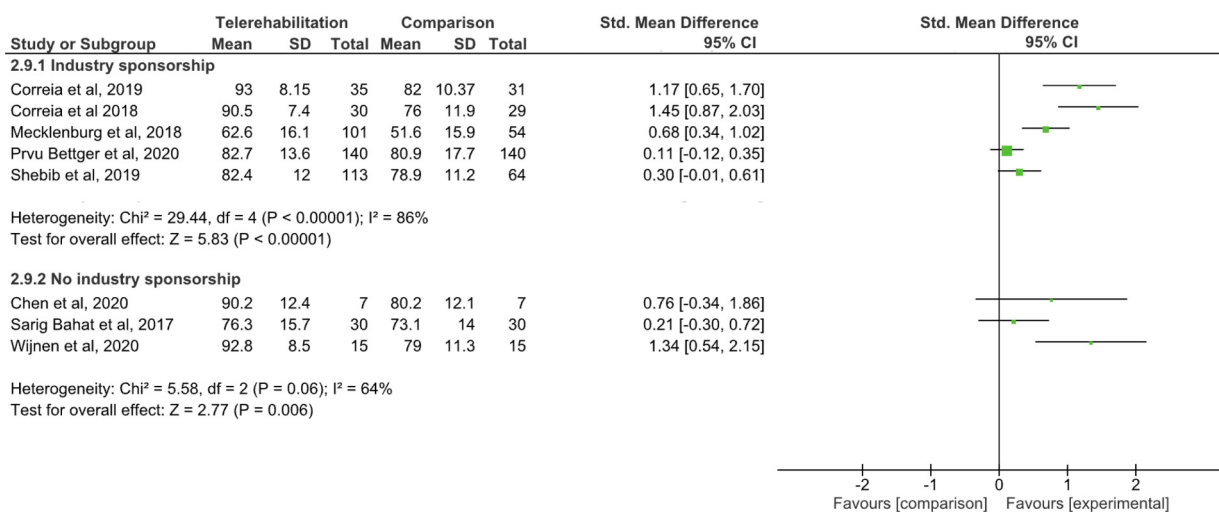 Telerehabilitation Comparison Std. Mean Difference Std. Mean Difference
Study or Subgroup Mean SD Total Mean SD Total 95% CI 95% CI
2.9.1 Industry sponsorship
Correia et al, 2019 93 8.15 35 82 10.37 31 1.17 [0.65, 1.70]
Correia et al 2018 90.5 7.4 30 76 11.9 29 1.45 [0.87, 2.03]
Mecklenburg et al, 2018 62.6 16.1 101 51.6 15.9 54 0.68 [0.34, 1.02]
Prvu Bettger et al, 2020 82.7 13.6 140 80.9 17.7 140 0.11 [-0.12, 0.35]
Shebib et al, 2019 82.4 12 113 78.9 11.2 64 0.30 [-0.01, 0.61]
Heterogeneity: Chi² = 29.44, df = 4 (P < 0.00001); I² = 86%
Test for overall effect: Z = 5.83 (P < 0.00001)
2.9.2 No industry sponsorship
Chen et al, 2020 90.2 12.4 7 80.2 12.1 7 0.76 [-0.34, 1.86]
Sarig Bahat et al, 2017 76.3 15.7 30 73.1 14 30 0.21 [-0.30, 0.72]
Wijnen et al, 2020 92.8 8.5 15 79 11.3 15 1.34 [0.54, 2.15]
Heterogeneity: Chi² = 5.58, df = 2 (P = 0.06); I² = 64%
Test for overall effect: Z = 2.77 (P = 0.006)
-2 -1 0 1 2
Favours [comparison] Favours [experimental]